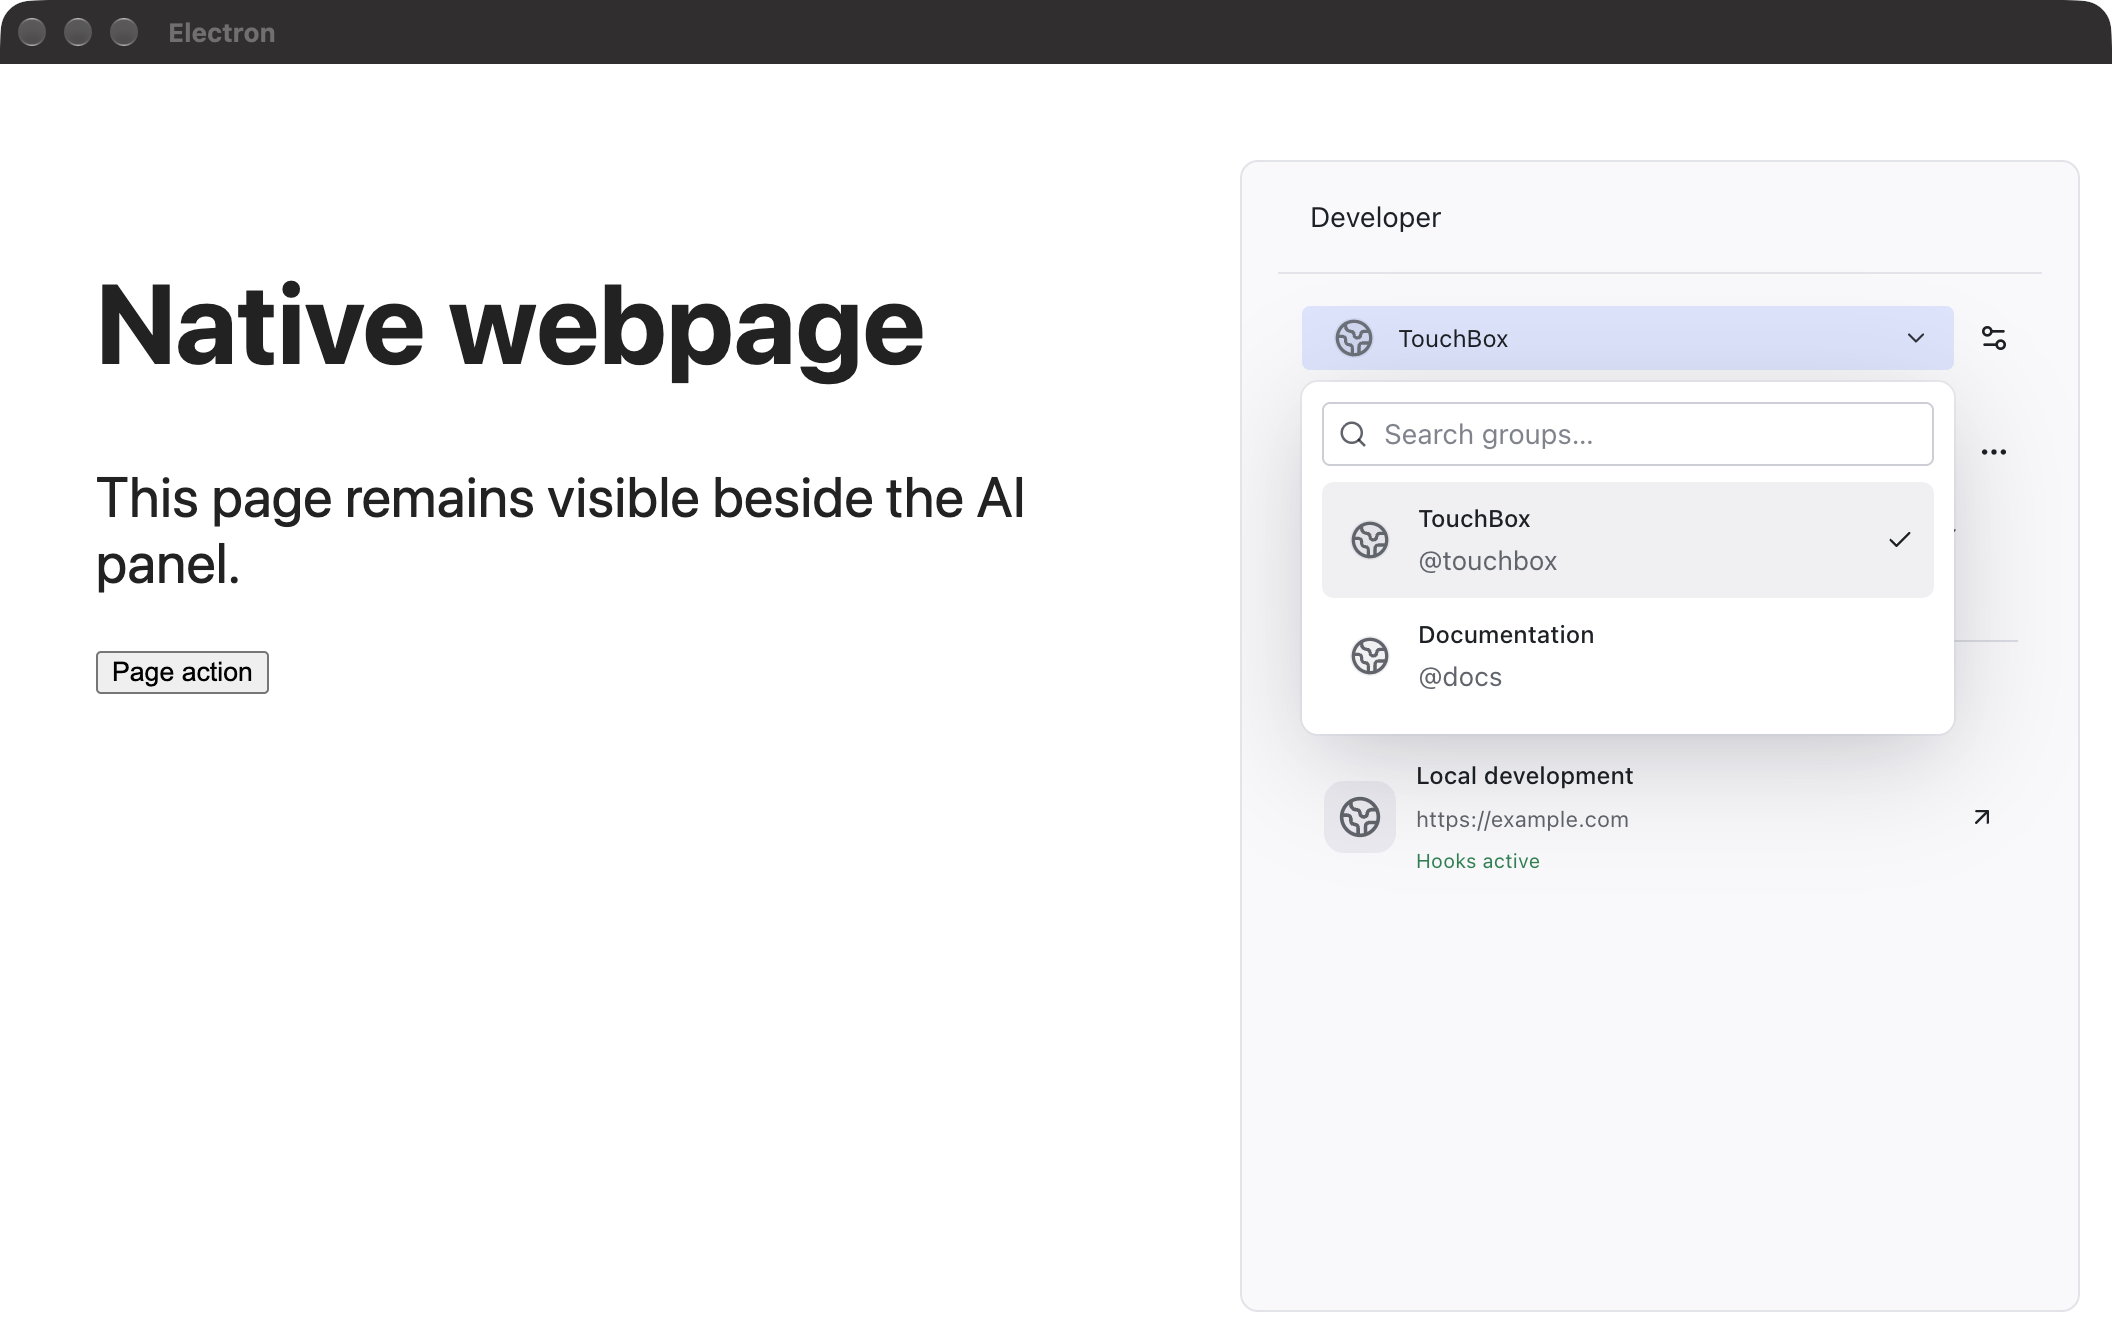 Electron
Native webpage
This page remains visible beside the AI
panel.
Page action
Developer
TouchBox
Search groups...
TouchBox
@touchbox
Documentation
@docs
Local development
https://example.com
Hooks active